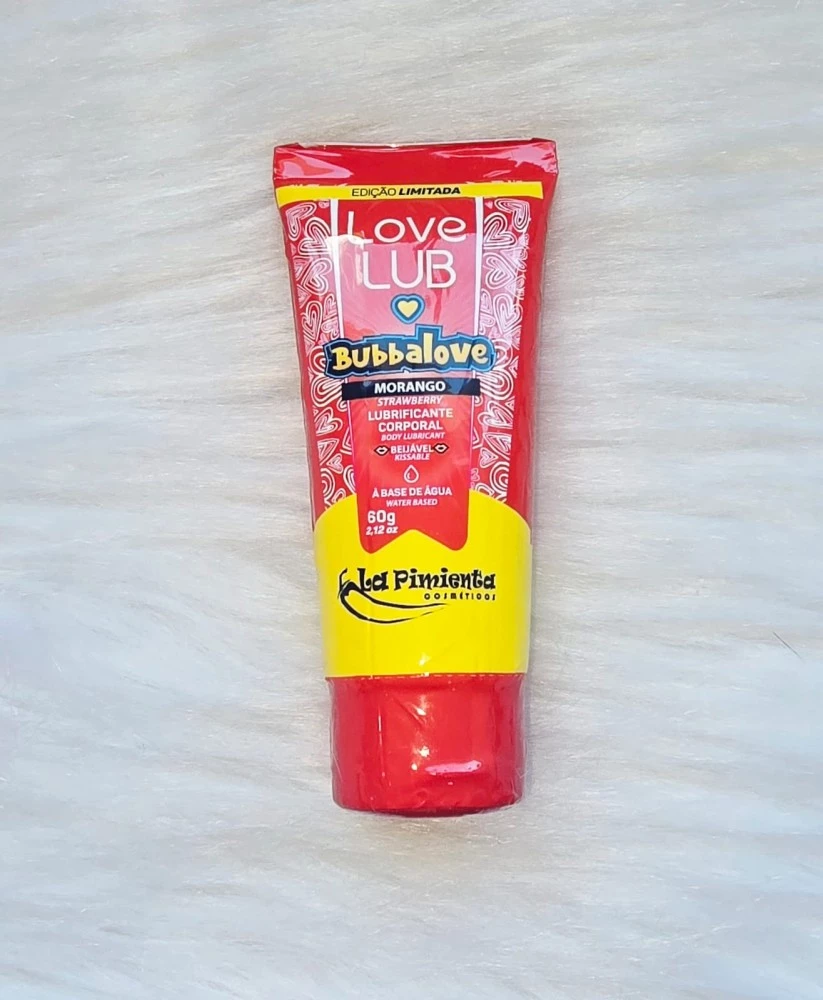 EDIÇÃO LIMITADA
Love
LUB
Bubbalove
MORANGO
STRAWBERRY
LUBRIFICANTE
CORPORAL
BODY LUBRICANT
BEIJÁVEL
KISSABLE
À BASE DE ÁGUA
WATER BASED
60g
2,12 oz
La Pimienta
COSMÉTICOS